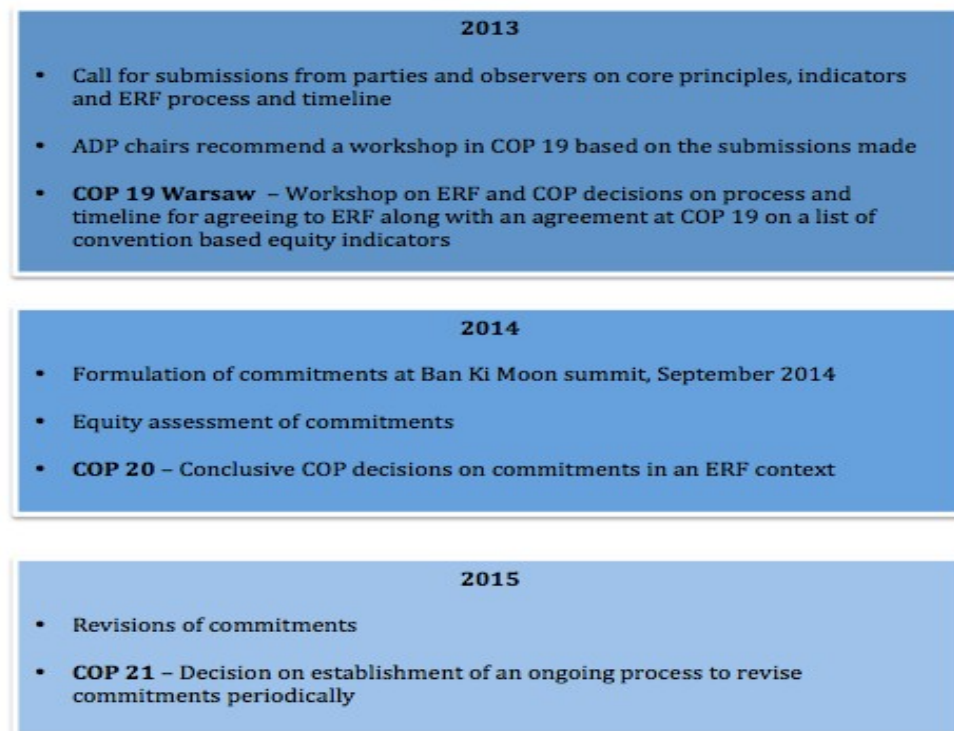 2013
• Call for submissions from parties and observers on core principles, indicators
and ERF process and timeline
• ADP chairs recommend a workshop in COP 19 based on the submissions made
• COP 19 Warsaw – Workshop on ERF and COP decisions on process and
timeline for agreeing to ERF along with an agreement at COP 19 on a list of
convention based equity indicators
2014
• Formulation of commitments at Ban Ki Moon summit, September 2014
• Equity assessment of commitments
• COP 20 – Conclusive COP decisions on commitments in an ERF context
2015
• Revisions of commitments
• COP 21 – Decision on establishment of an ongoing process to revise
commitments periodically